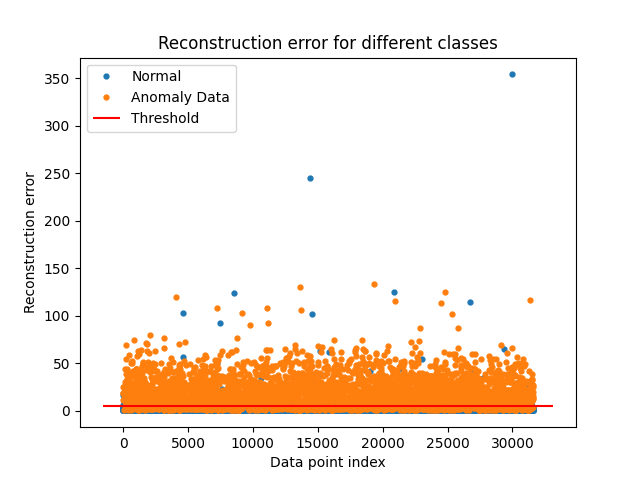 Reconstruction error for different classes
Normal
Anomaly Data
Threshold
Reconstruction error
350
300
250
200
150
100
50
0
0 5000 10000 15000 20000 25000 30000
Data point index